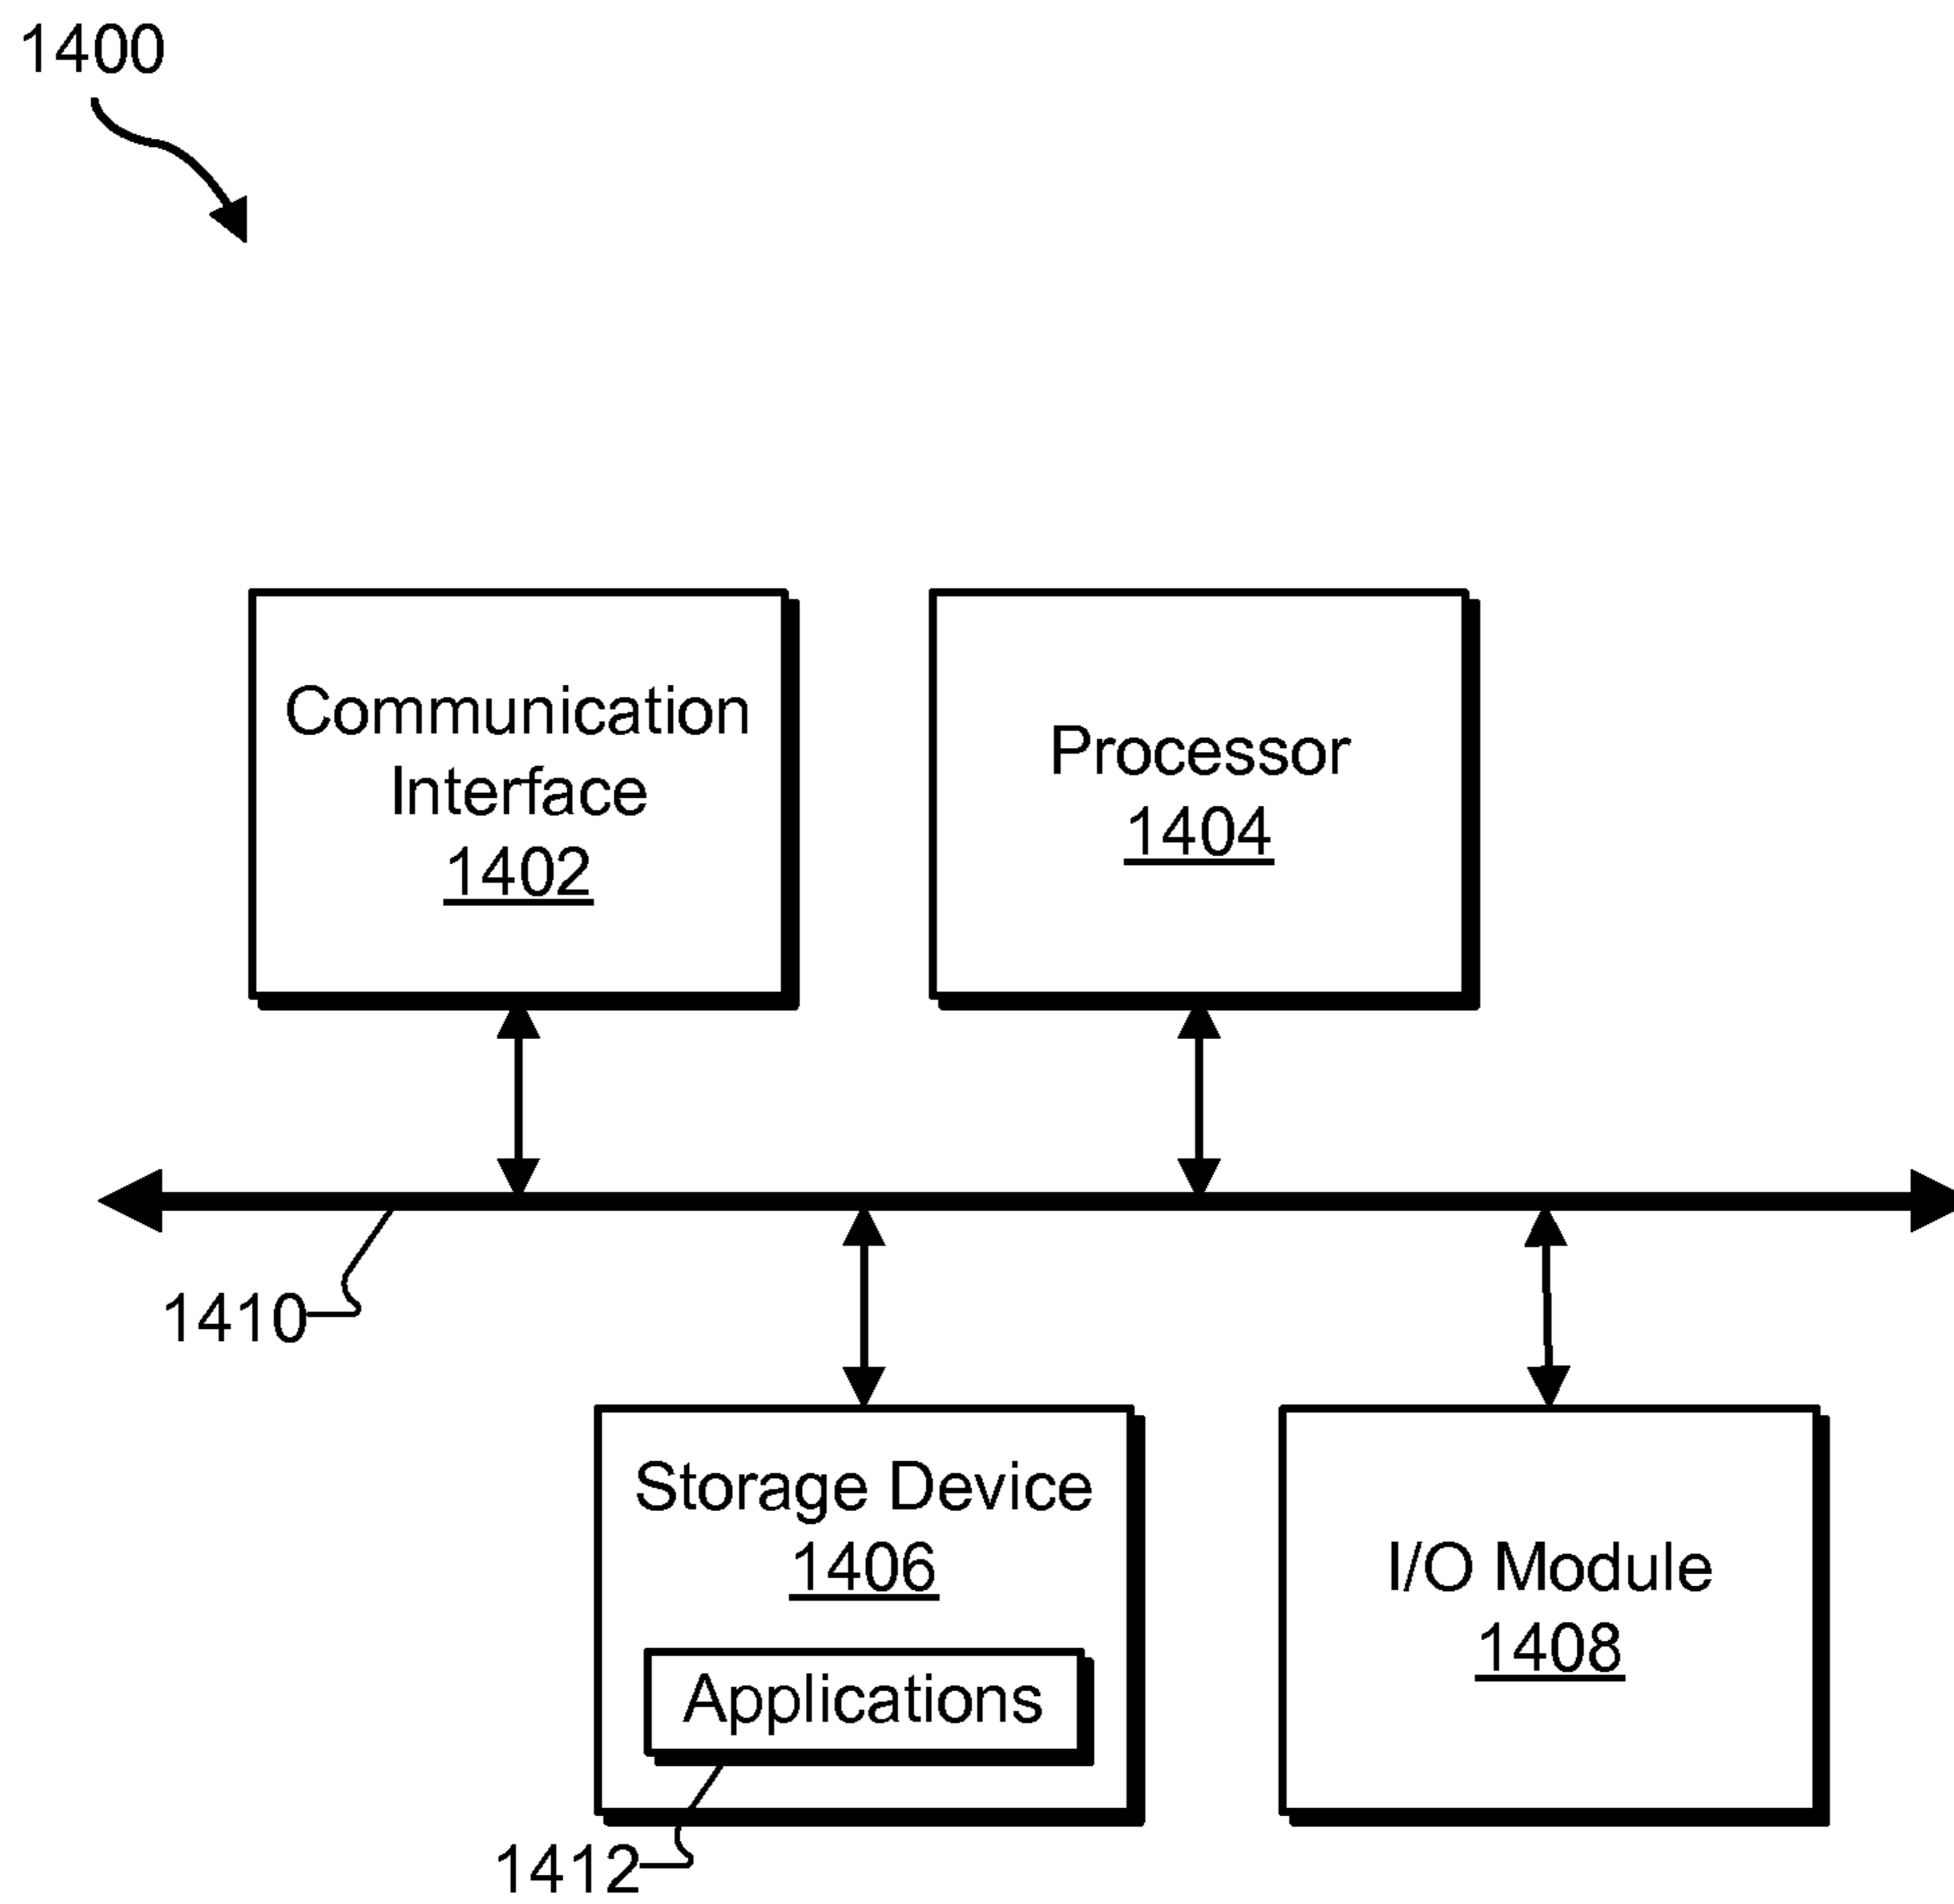 1400
Communication
Interface
1402
Processor
1404
1410
Storage Device
1406
Applications
1412
I/O Module
1408